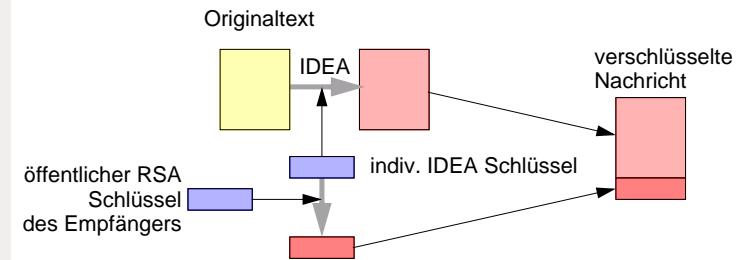 Originaltext
IDEA
verschlüsselte
Nachricht
indiv. IDEA Schlüssel
öffentlicher RSA
Schlüssel
des Empfängers